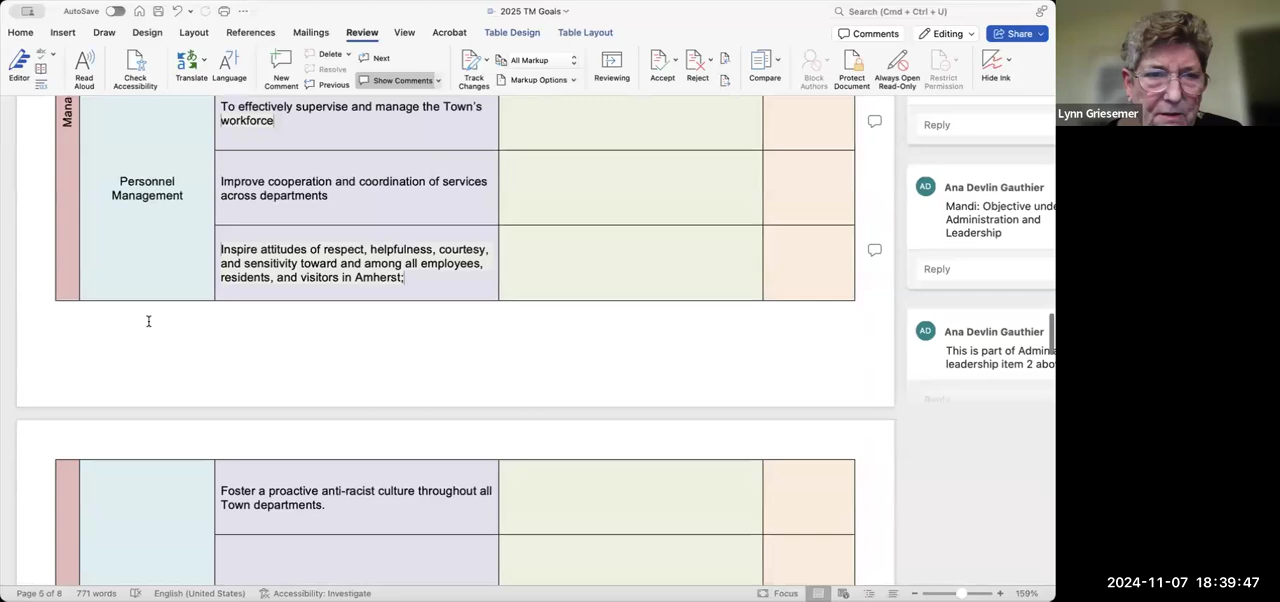 AutoSave
2025 TM Goals
Search (Cmd + Ctrl + U)
Home Insert Draw Design Layout References Mailings Review View Acrobat Table Design Table Layout
Comments Editing Share
Editor
Read Aloud
Check Accessibility
Translate
Language
New Comment
Delete
Resolve
Next
Previous
Show Comments
Track Changes
All Markup
Markup Options
Reviewing
Accept
Reject
Compare
Block Authors
Protect Document
Always Open Read-Only
Restrict Permission
Hide Ink
Mana
To effectively supervise and manage the Town's
workforce
Personnel
Management
Improve cooperation and coordination of services
across departments
Inspire attitudes of respect, helpfulness, courtesy,
and sensitivity toward and among all employees,
residents, and visitors in Amherst;
Foster a proactive anti-racist culture throughout all
Town departments.
Reply
AD
Ana Devlin Gauthier
Mandi: Objective unde
Administration and
Leadership
Reply
AD
Ana Devlin Gauthier
This is part of Admin
leadership item 2 abo
Reply
Lynn Griesemer
Page 5 of 8 771 words English (United States) Accessibility: Investigate
Focus 159%
2024-11-07 18:39:47